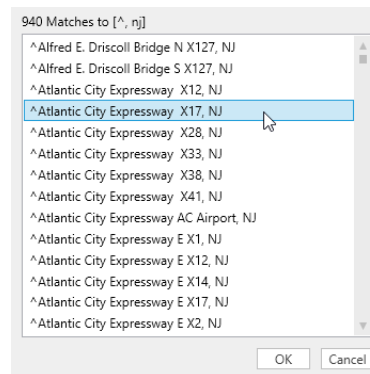 940 Matches to [^, nj]
^Alfred E. Driscoll Bridge N X127, NJ
^Alfred E. Driscoll Bridge S X127, NJ
^Atlantic City Expressway  X12, NJ
^Atlantic City Expressway  X17, NJ
^Atlantic City Expressway  X28, NJ
^Atlantic City Expressway  X33, NJ
^Atlantic City Expressway  X38, NJ
^Atlantic City Expressway  X41, NJ
^Atlantic City Expressway AC Airport, NJ
^Atlantic City Expressway E X1, NJ
^Atlantic City Expressway E X12, NJ
^Atlantic City Expressway E X14, NJ
^Atlantic City Expressway E X17, NJ
^Atlantic City Expressway E X2, NJ
OK Cancel